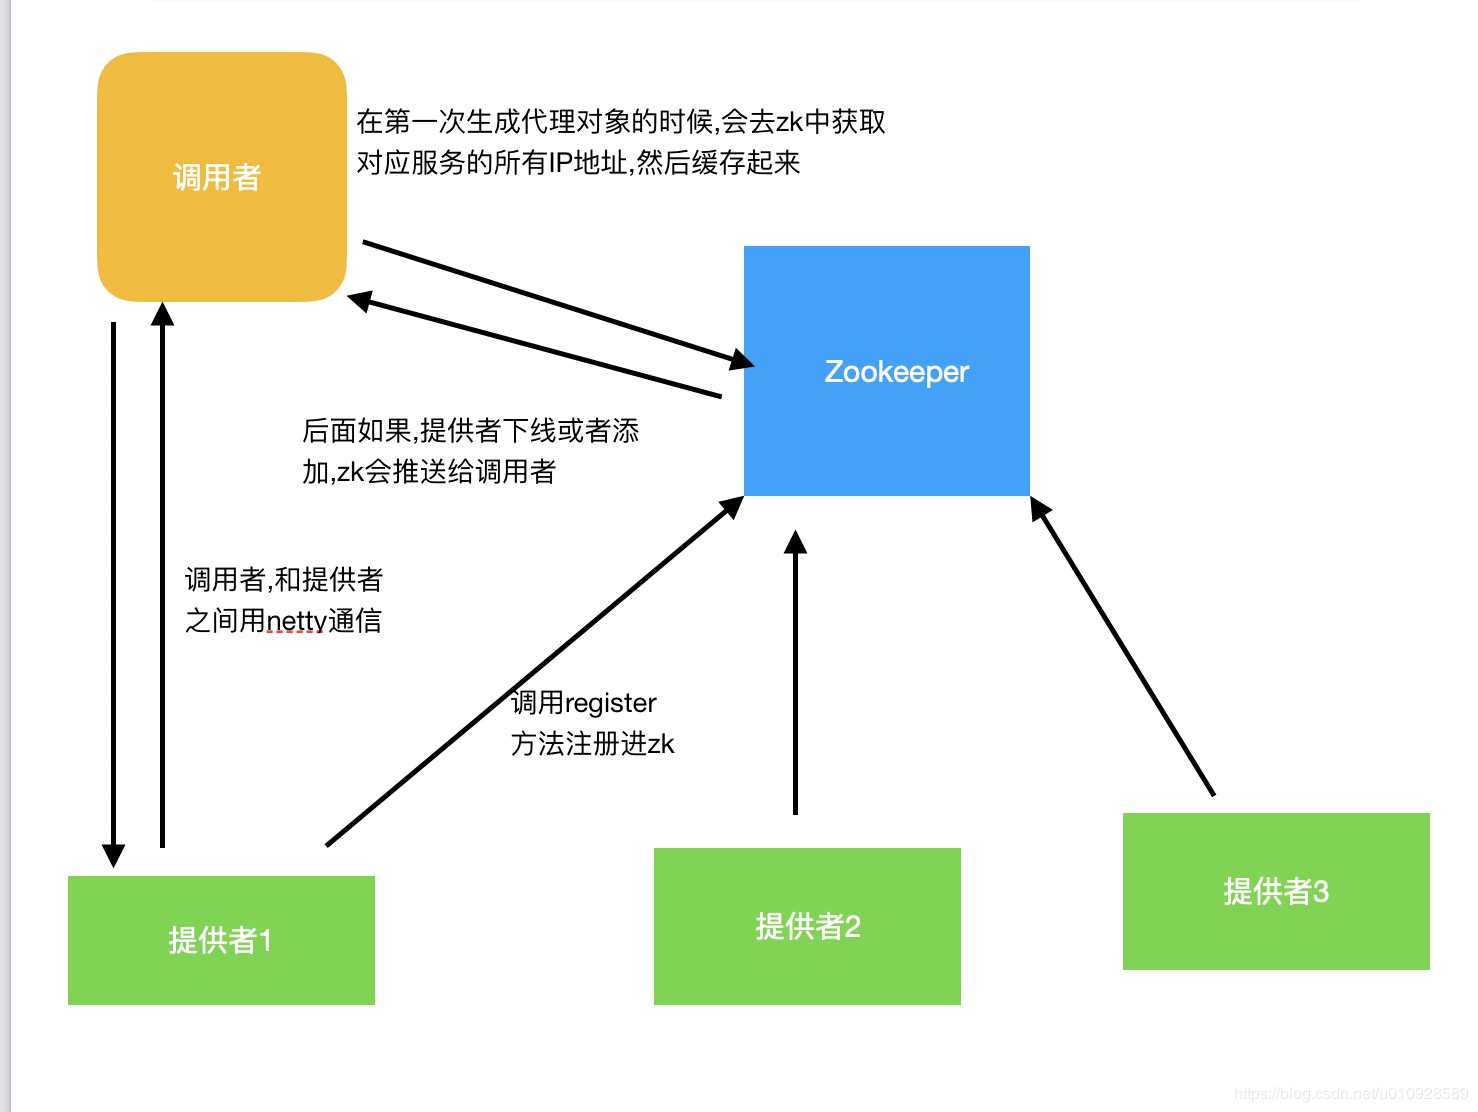 在第一次生成代理对象的时候,会去zk中获取
对应服务的所有IP地址,然后缓存起来
调用者
Zookeeper
后面如果,提供者下线或者添
加,zk会推送给调用者
调用者,和提供者
之间用netty通信
调用register
方法注册进zk
提供者1
提供者2
提供者3
https://blog.csdn.net/u010928589